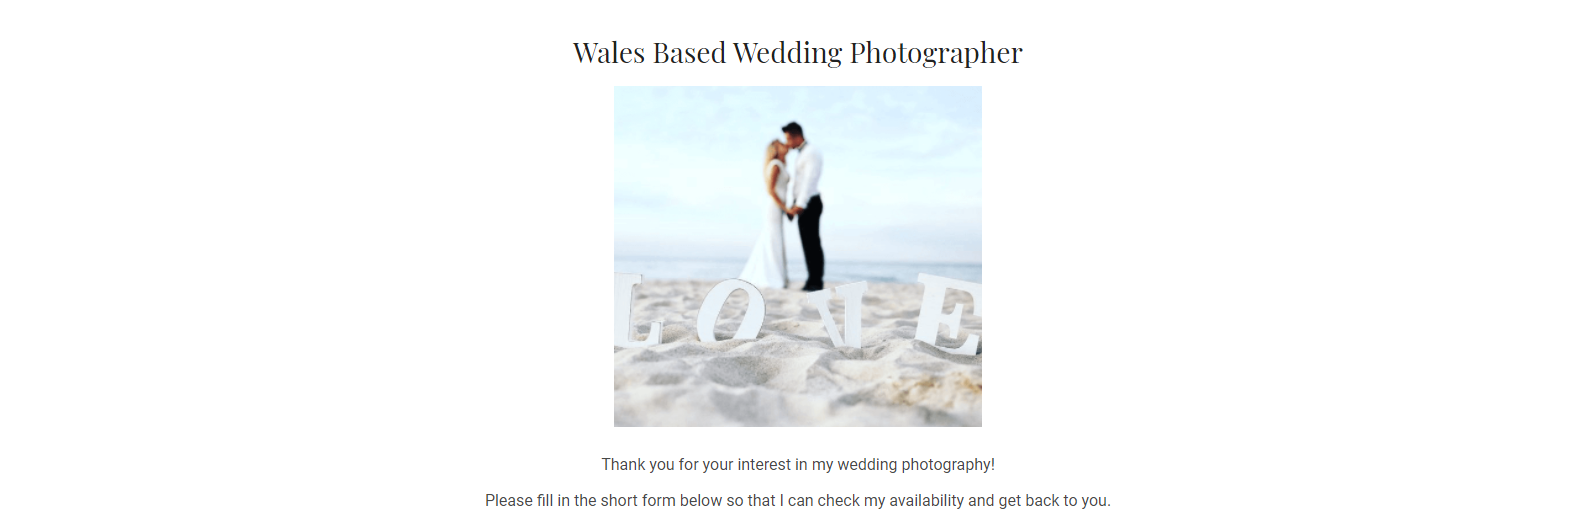 Wales Based Wedding Photographer
LOVE
Thank you for your interest in my wedding photography!
Please fill in the short form below so that I can check my availability and get back to you.